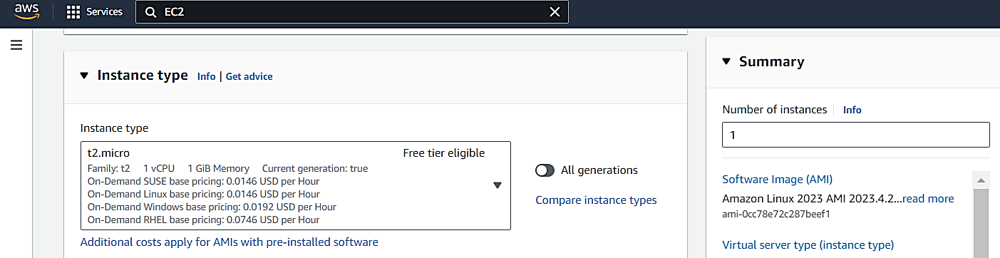 aws Services EC2
Instance type Info | Get advice
Instance type
t2.micro Free tier eligible
Family: t2 1 vCPU 1 GiB Memory Current generation: true
On-Demand SUSE base pricing: 0.0146 USD per Hour
On-Demand Linux base pricing: 0.0146 USD per Hour
On-Demand Windows base pricing: 0.0192 USD per Hour
On-Demand RHEL base pricing: 0.0746 USD per Hour
All generations
Compare instance types
Additional costs apply for AMIs with pre-installed software
Summary
Number of instances Info
1
Software Image (AMI)
Amazon Linux 2023 AMI 2023.4.2...read more
ami-0cc78e72c287beef1
Virtual server type (instance type)